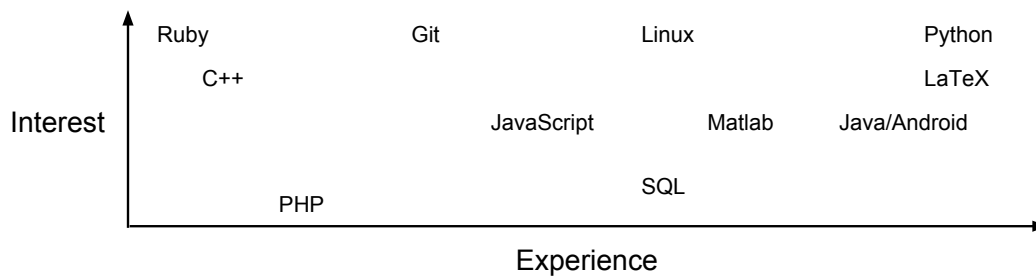 Ruby Git Linux Python
C++ LaTeX
Interest JavaScript Matlab Java/Android
SQL
PHP
Experience